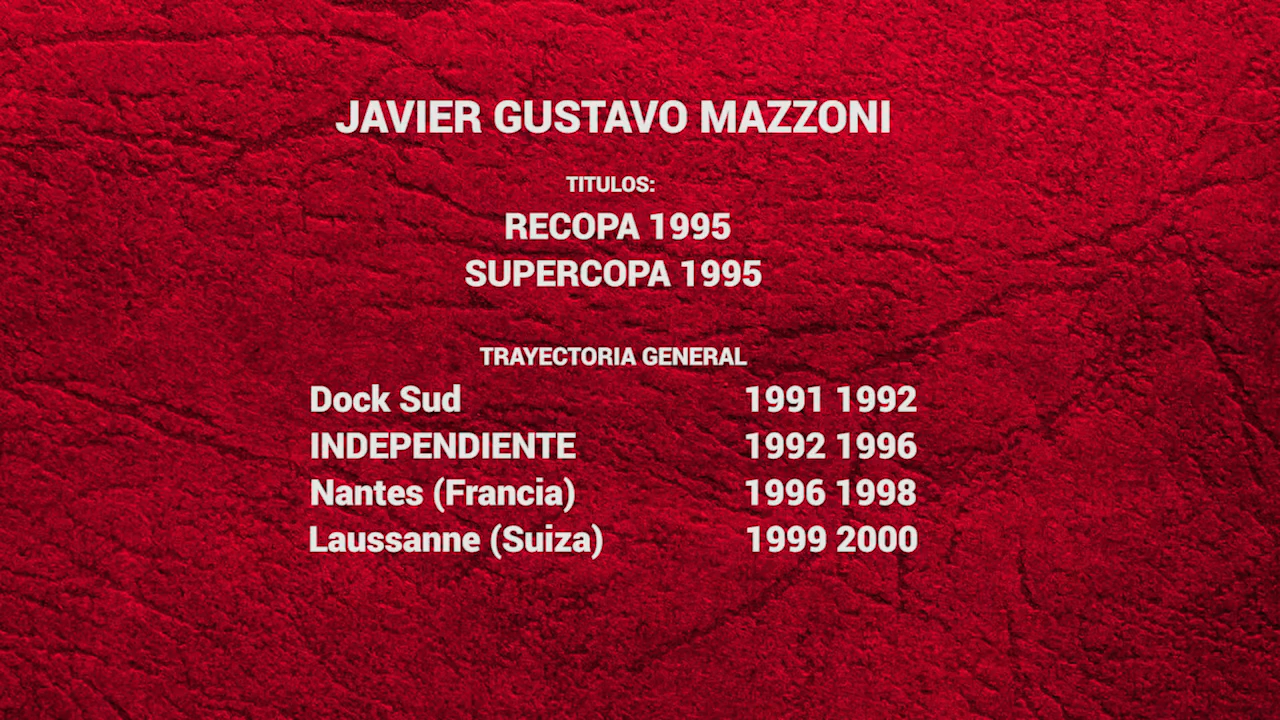 JAVIER GUSTAVO MAZZONI
TITULOS:
RECOPA 1995
SUPERCOPA 1995
TRAYECTORIA GENERAL
Dock Sud 1991 1992
INDEPENDIENTE 1992 1996
Nantes (Francia) 1996 1998
Laussanne (Suiza) 1999 2000